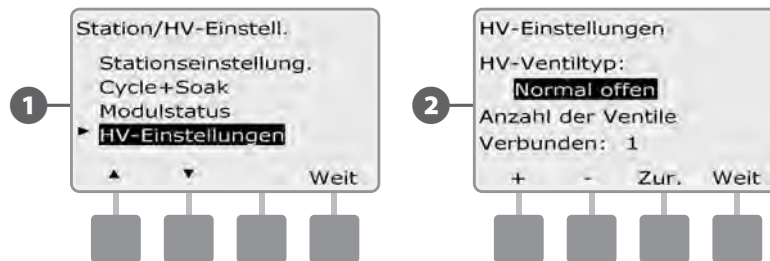 1
Station/HV-Einstell.
Stationseinstellung.
Cycle+Soak
Modulstatus
HV-Einstellungen
Weit
2
HV-Einstellungen
HV-Ventiltyp:
Normal offen
Anzahl der Ventile
Verbunden: 1
+ - Zur. Weit